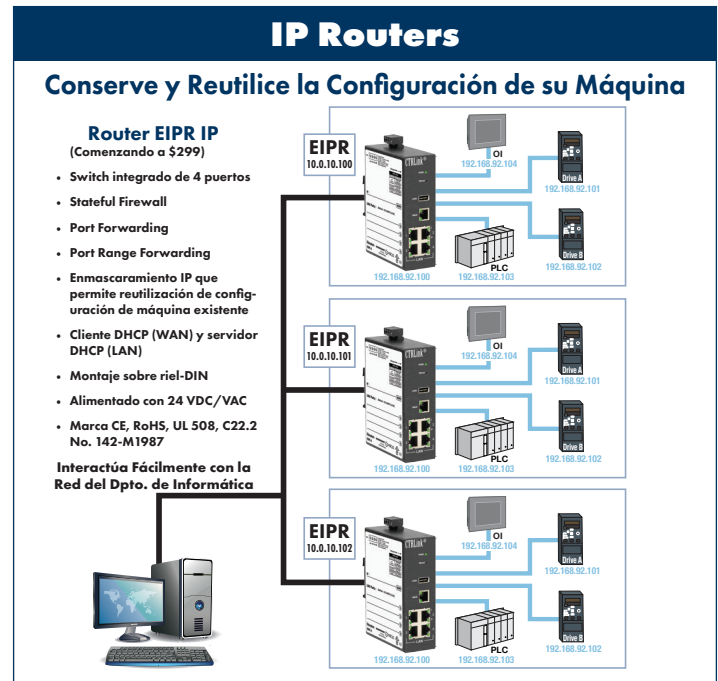 IP Routers
Conserve y Reutilice la Configuración de su Máquina
Router EIPR IP
(Comenzando a $299)
• Switch integrado de 4 puertos
• Stateful Firewall
• Port Forwarding
• Port Range Forwarding
• Enmascaramiento IP que
permite reutilización de config-
uración de máquina existente
• Cliente DHCP (WAN) y servidor
DHCP (LAN)
• Montaje sobre riel-DIN
• Alimentado con 24 VDC/VAC
• Marca CE, RoHS, UL 508, C22.2
No. 142-M1987
Interactúa Fácilmente con la
Red del Dpto. de Informática
EIPR
10.0.10.100
CTRLink®
LAN
192.168.92.100
OI
192.168.92.104
Drive A
192.168.92.101
Drive B
192.168.92.102
PLC
192.168.92.103
EIPR
10.0.10.101
CTRLink®
LAN
192.168.92.100
OI
192.168.92.104
Drive A
192.168.92.101
Drive B
192.168.92.102
PLC
192.168.92.103
EIPR
10.0.10.102
CTRLink®
LAN
192.168.92.100
OI
192.168.92.104
Drive A
192.168.92.101
Drive B
192.168.92.102
PLC
192.168.92.103